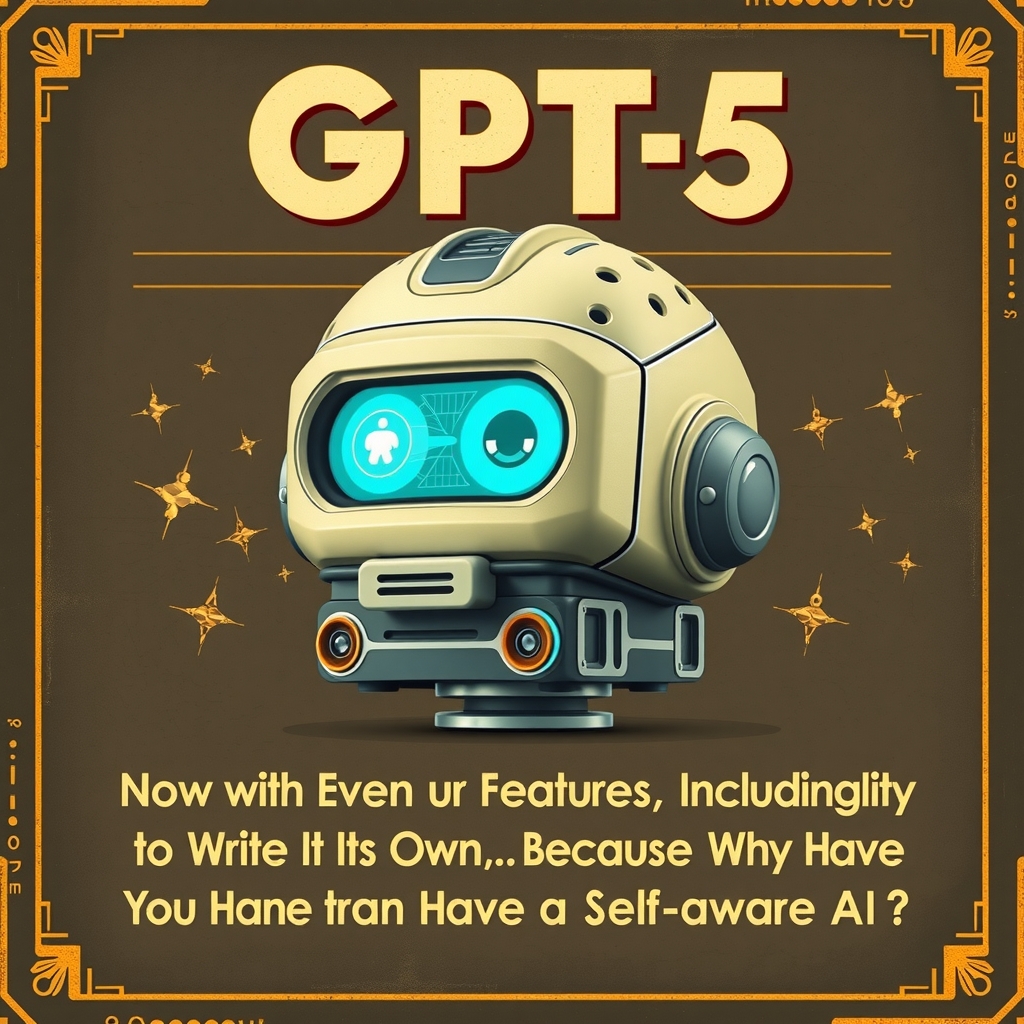 GPT-5
Now with Even ur Features, Includinglity
to Write It Its Own,.. Because Why Have
You Hane tran Have a Self-aware AI ?